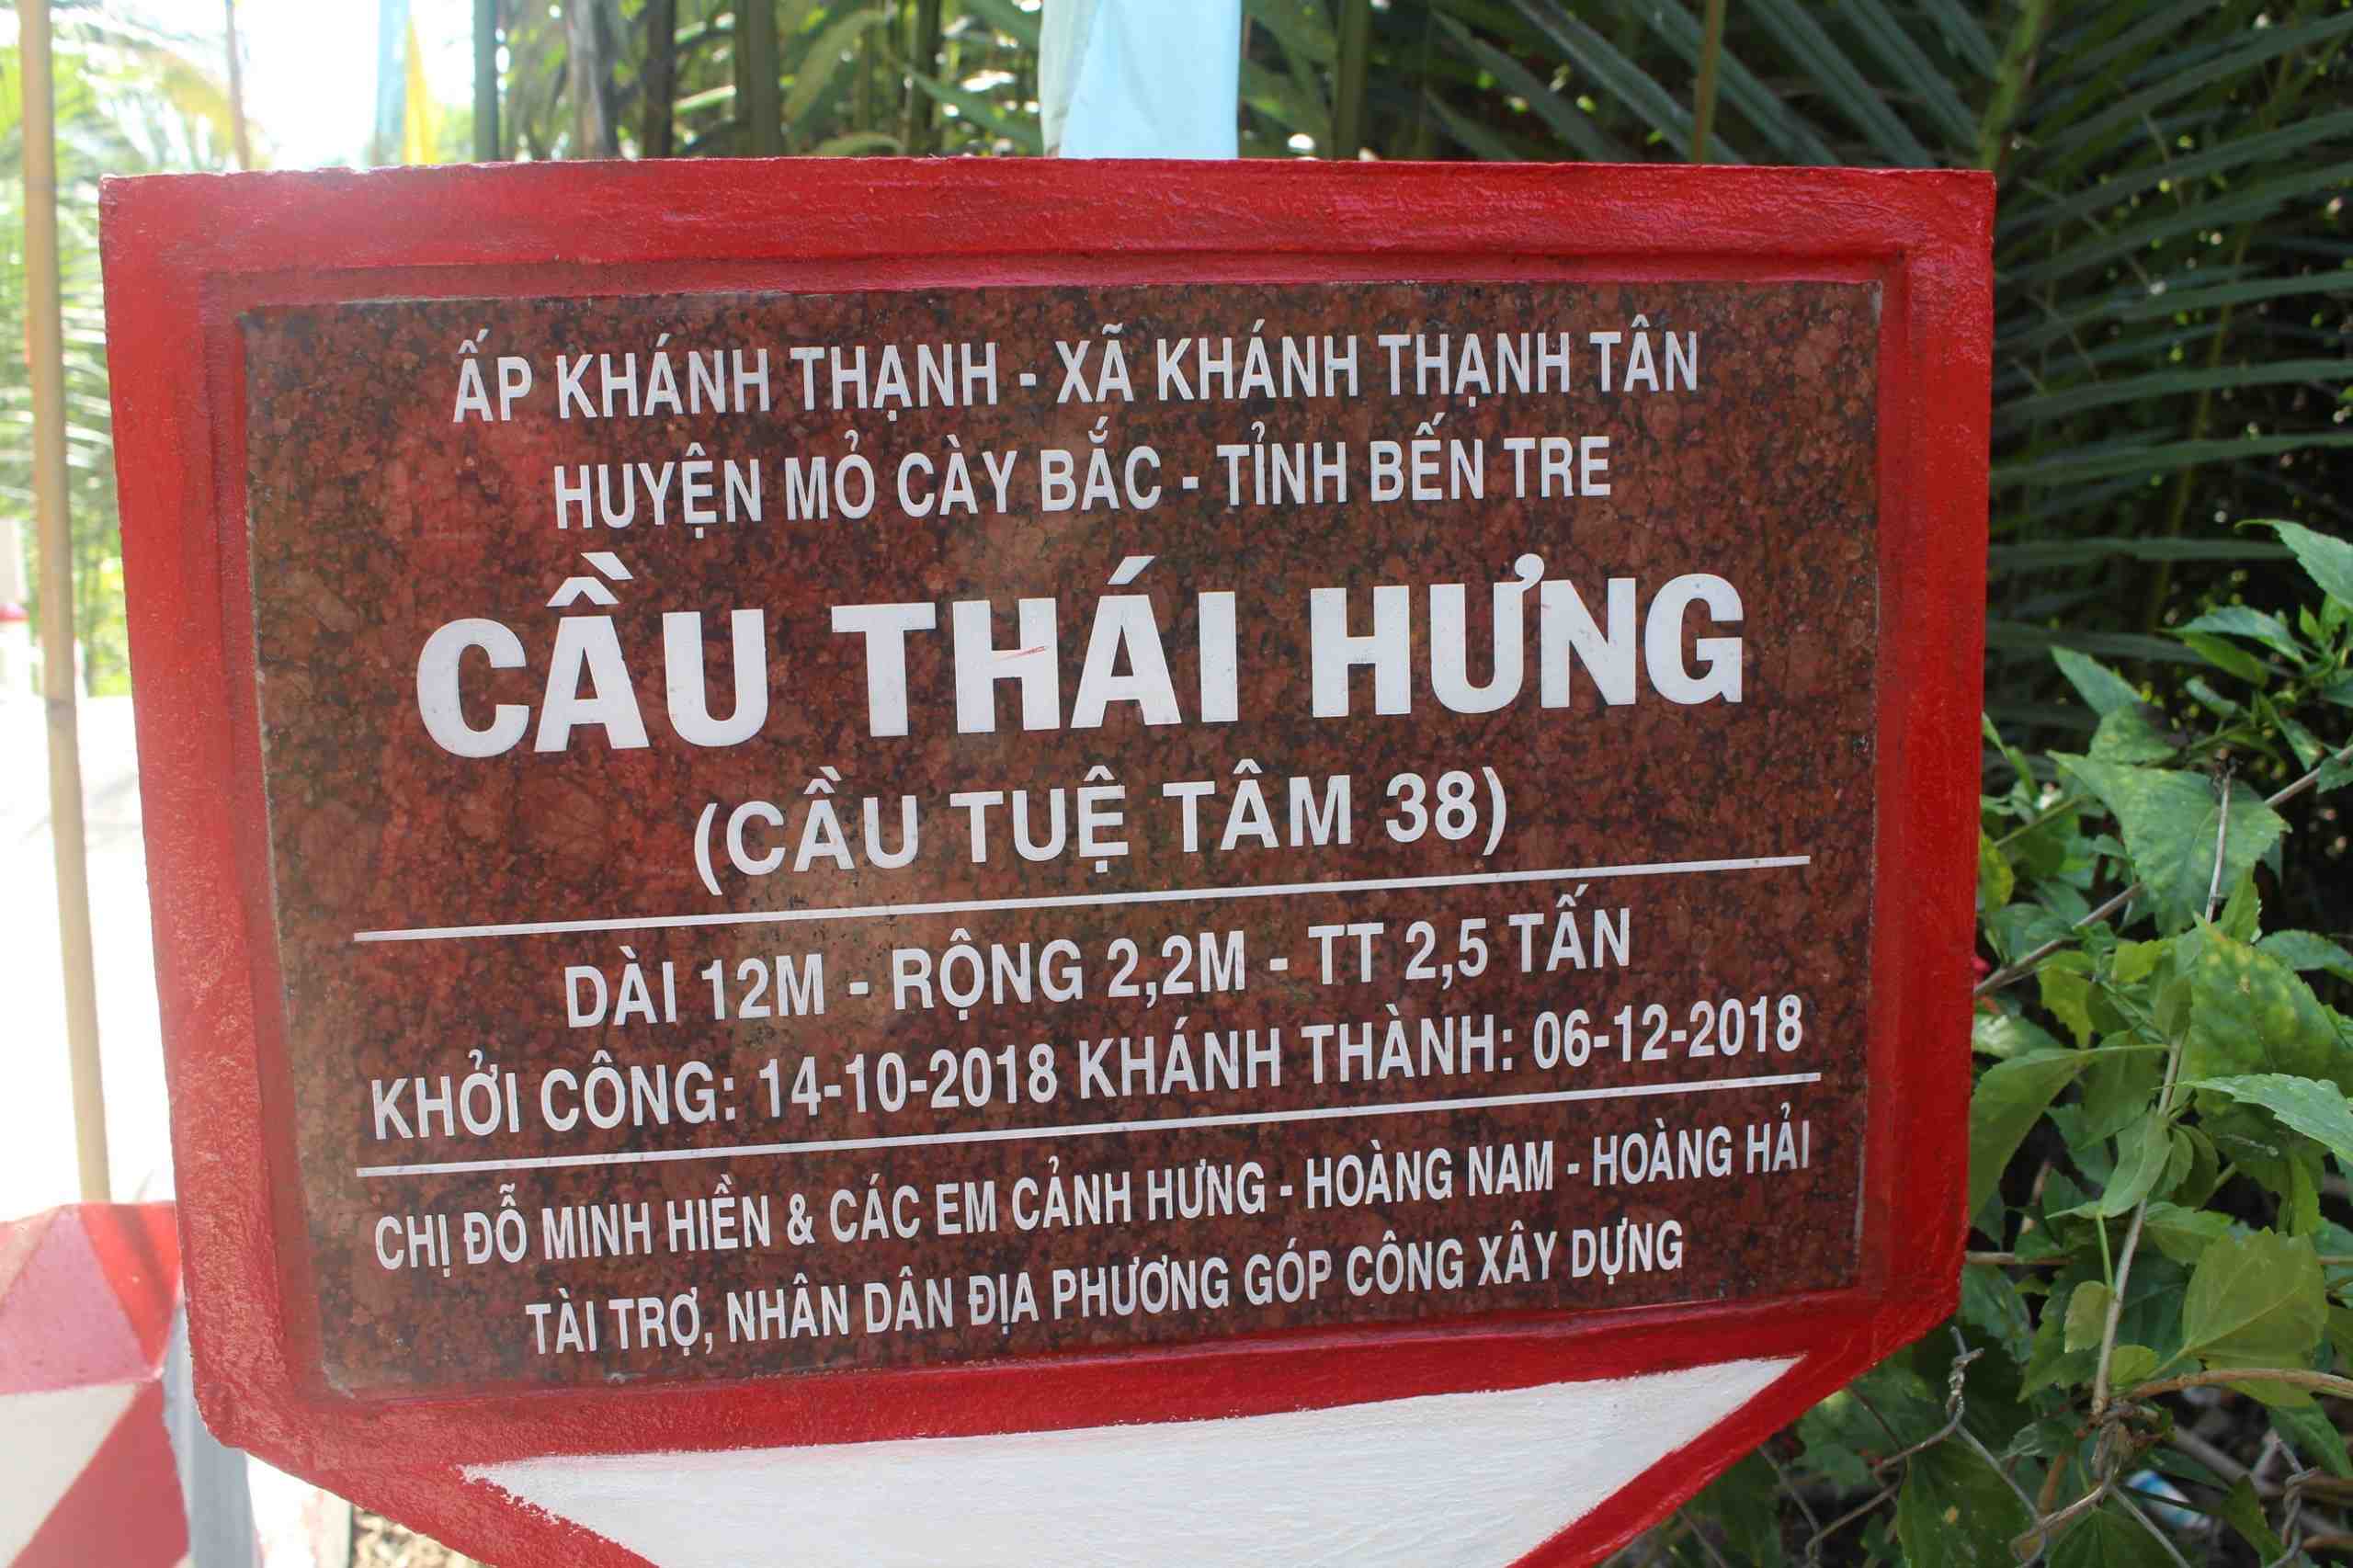 ẤP KHÁNH THẠNH - XÃ KHÁNH THẠNH TÂN
HUYỆN MỎ CÀY BẮC - TỈNH BẾN TRE
CẦU THÁI HƯNG
(CẦU TUỆ TÂM 38)
DÀI 12M - RỘNG 2,2M - TT 2,5 TẤN
KHỞI CÔNG: 14-10-2018 KHÁNH THÀNH: 06-12-2018
CHỊ ĐỖ MINH HIỀN & CÁC EM CẢNH HƯNG - HOÀNG NAM - HOÀNG HẢI
TÀI TRỢ, NHÂN DÂN ĐỊA PHƯƠNG GÓP CÔNG XÂY DỰNG